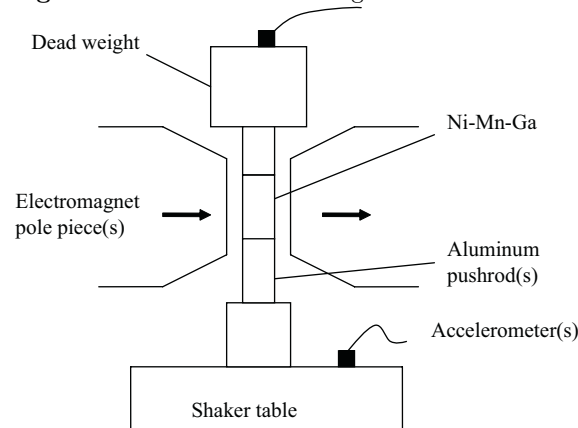 Dead weight
Ni-Mn-Ga
Electromagnet
pole piece(s)
Aluminum
pushrod(s)
Accelerometer(s)
Shaker table